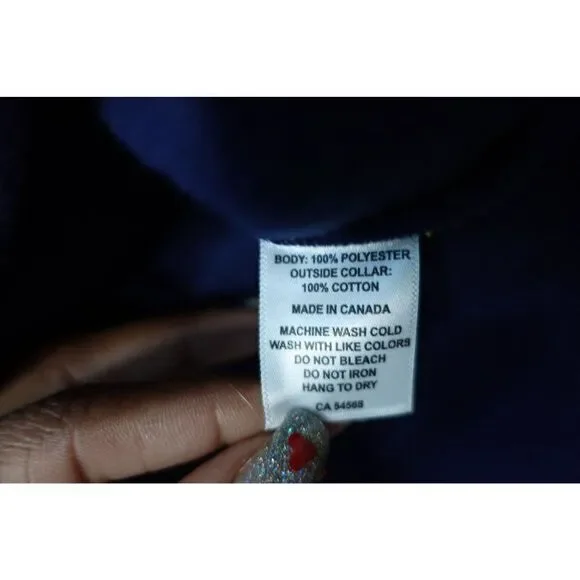 BODY: 100% POLYESTER
OUTSIDE COLLAR:
100% COTTON
MADE IN CANADA
MACHINE WASH COLD
WASH WITH LIKE COLORS
DO NOT BLEACH
DO NOT IRON
HANG TO DRY
CA 54565